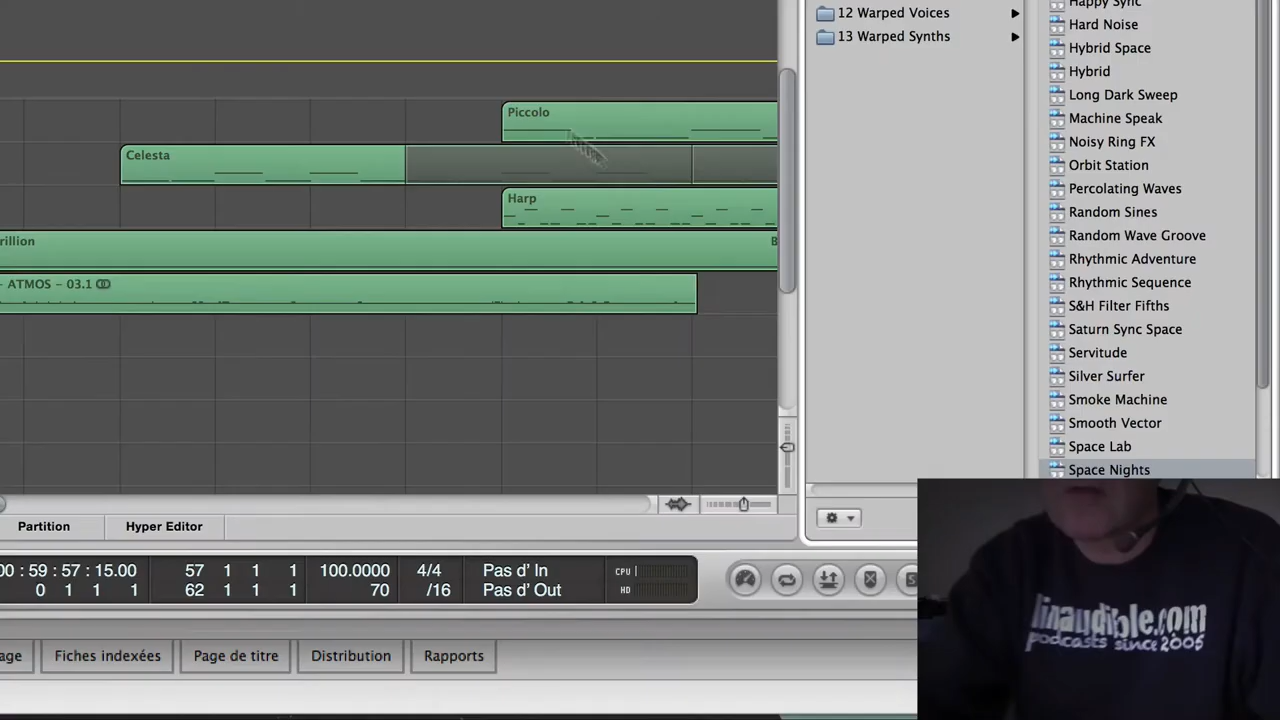 12 Warped Voices
13 Warped Synths
Happy Sync
Hard Noise
Hybrid Space
Hybrid
Long Dark Sweep
Machine Speak
Noisy Ring FX
Orbit Station
Percolating Waves
Random Sines
Random Wave Groove
Rhythmic Adventure
Rhythmic Sequence
S&H Filter Fifths
Saturn Sync Space
Servitude
Silver Surfer
Smoke Machine
Smooth Vector
Space Lab
Space Nights
Piccolo
Celesta
Harp
rillion
B
- ATMOS - 03.1
Partition
Hyper Editor
00 : 59 : 57 : 15.00
57 1 1 1
100.0000
4/4
Pas d' In
CPU
0 1 1 1
62 1 1 1
70
/16
Pas d' Out
HD
S
age
Fiches indexées
Page de titre
Distribution
Rapports
linaudible.com
podcasts since 2005